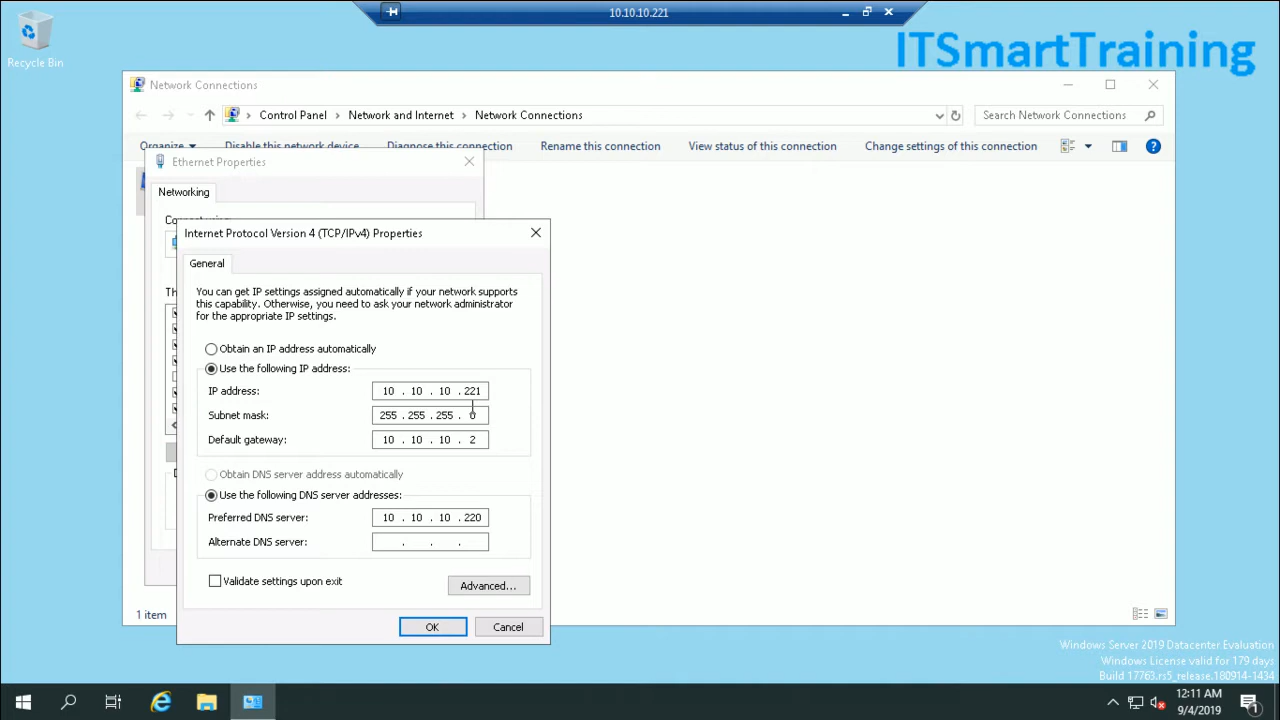 10.10.10.221
Recycle Bin
ITSmartTraining
Network Connections
Control Panel > Network and Internet > Network Connections
Search Network Connections
Organize Disable this network device Diagnose this connection Rename this connection View status of this connection Change settings of this connection
Ethernet Properties
Networking
Internet Protocol Version 4 (TCP/IPv4) Properties
General
You can get IP settings assigned automatically if your network supports
this capability. Otherwise, you need to ask your network administrator
for the appropriate IP settings.
Obtain an IP address automatically
Use the following IP address:
IP address: 10 . 10 . 10 . 221
Subnet mask: 255 . 255 . 255 . 0
Default gateway: 10 . 10 . 10 . 2
Obtain DNS server address automatically
Use the following DNS server addresses:
Preferred DNS server: 10 . 10 . 10 . 220
Alternate DNS server: . . .
Validate settings upon exit
Advanced...
OK Cancel
1 item
Windows Server 2019 Datacenter Evaluation
Windows License valid for 179 days
Build 17763.rs5_release.180914-1434
12:11 AM
9/4/2019
1